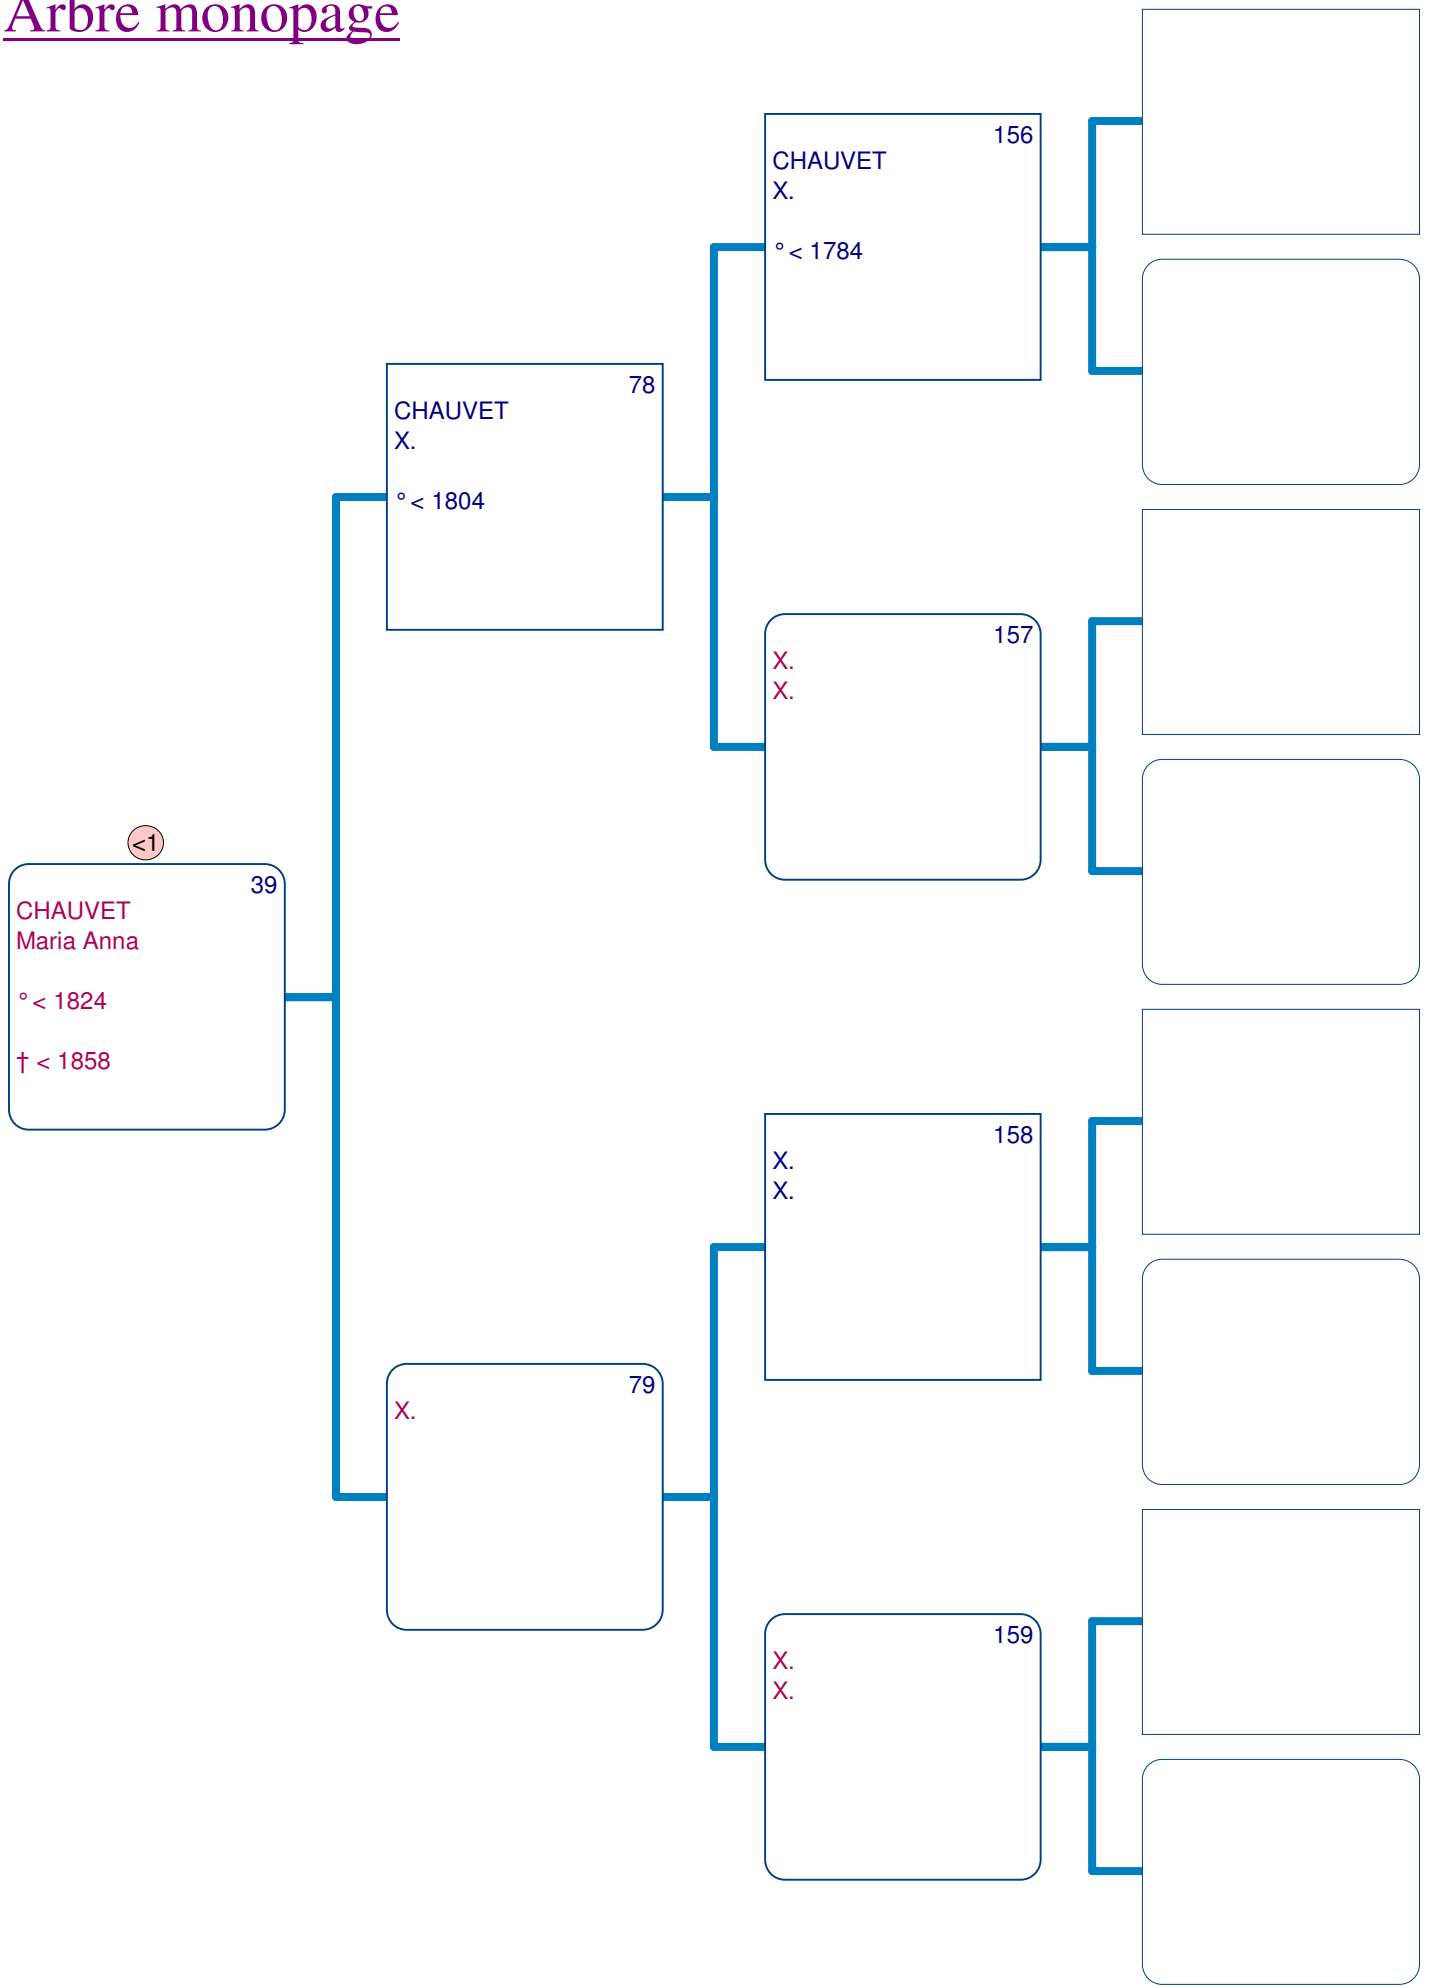 Arbre monopage
156
CHAUVET
X.
° < 1784
78
CHAUVET
X.
° < 1804
157
X.
X.
<1
39
CHAUVET
Maria Anna
° < 1824
† < 1858
158
X.
X.
79
X.
159
X.
X.